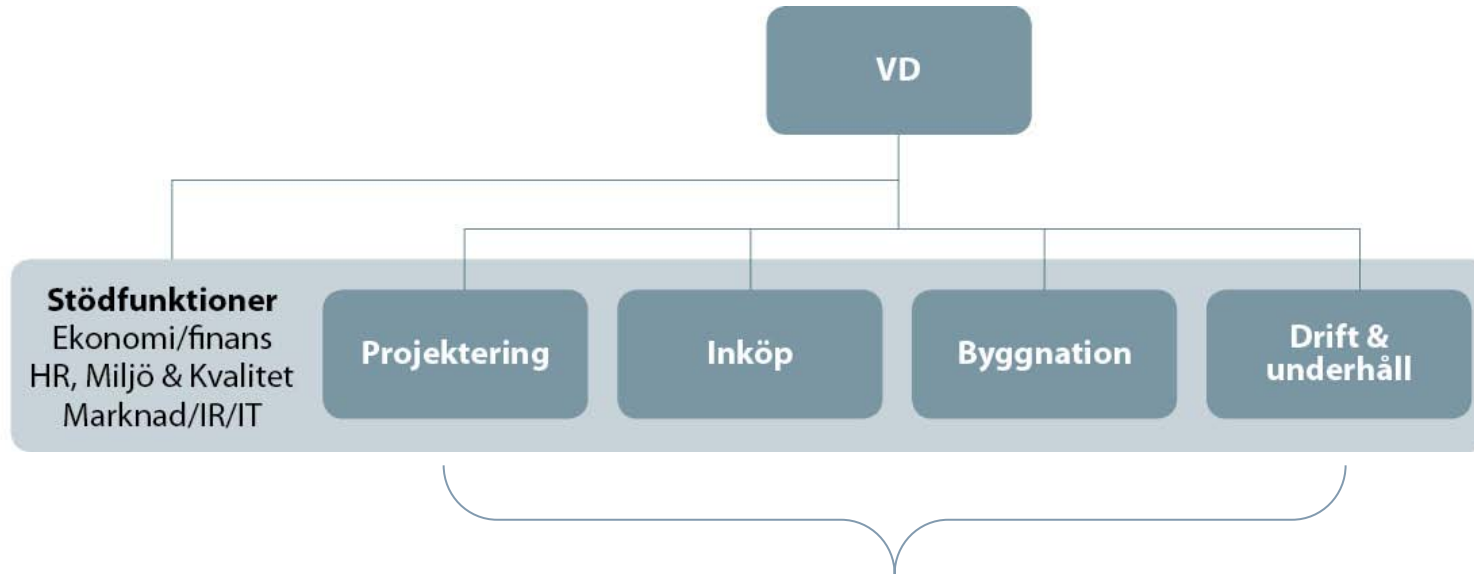 VD
Stödfunktioner
Ekonomi/finans
HR, Miljö & Kvalitet
Marknad/IR/IT
Projektering
Inköp
Byggnation
Drift &
underhåll